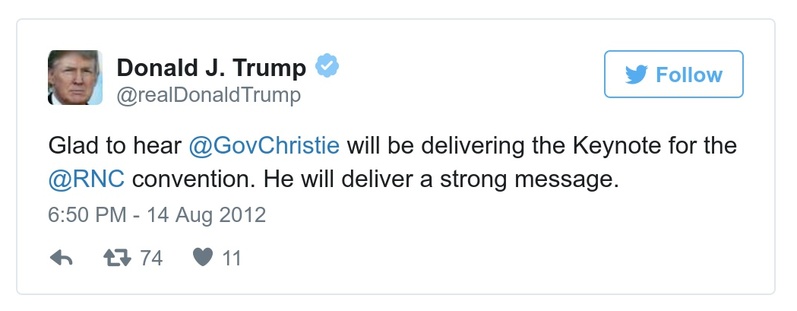 Donald J. Trump
@realDonaldTrump
Follow
Glad to hear @GovChristie will be delivering the Keynote for the
@RNC convention. He will deliver a strong message.
6:50 PM - 14 Aug 2012
74 11